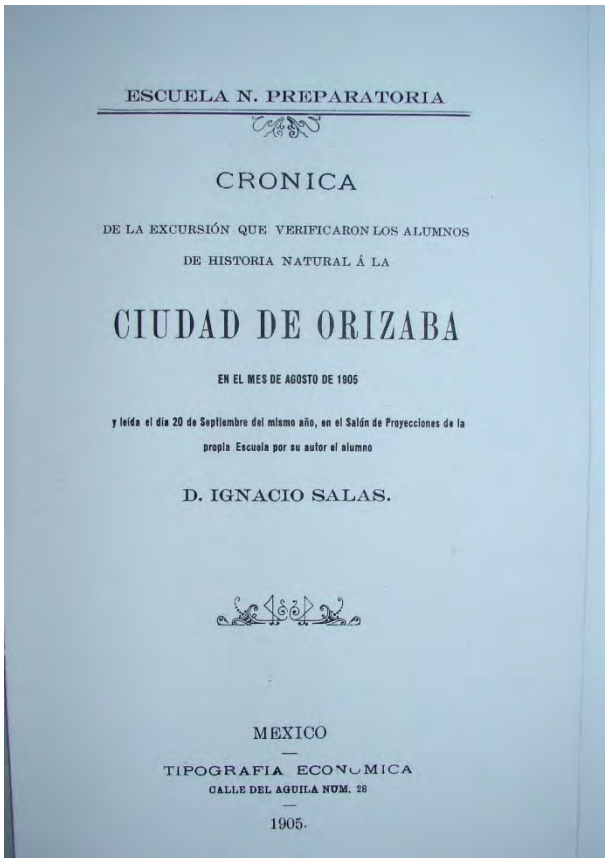 ESCUELA N. PREPARATORIA
CRONICA
DE LA EXCURSIÓN QUE VERIFICARON LOS ALUMNOS
DE HISTORIA NATURAL Á LA
CIUDAD DE ORIZABA
EN EL MES DE AGOSTO DE 1905
y leída el día 20 de Septiembre del mismo año, en el Salón de Proyecciones de la
propia Escuela por su autor el alumno
D. IGNACIO SALAS.
MEXICO
TIPOGRAFIA ECONOMICA
CALLE DEL AGUILA NUM. 28
1905.